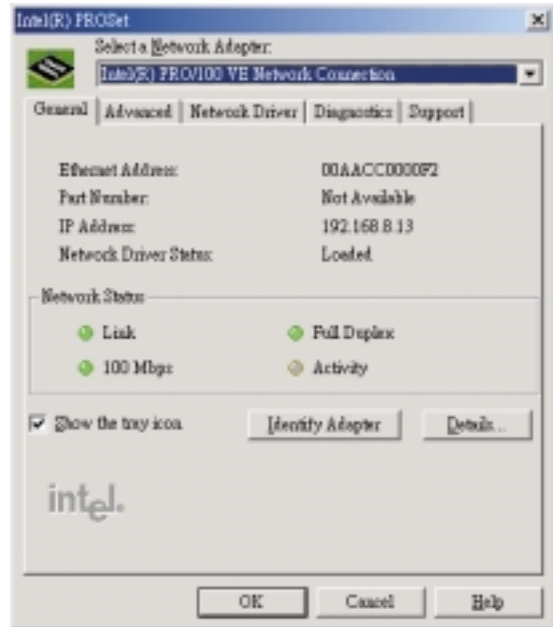 Intel(R) PROSet
Select a Network Adapter:
Intel(R) PRO/100 VE Network Connection
General Advanced Network Driver Diagnostics Support
Ethernet Address: 00AACC0000F2
Part Number: Not Available
IP Address: 192.168.8.13
Network Driver Status: Loaded
Network Status
Link Full Duplex
100 Mbps Activity
Show the tray icon Identify Adapter Details...
intel.
OK Cancel Help